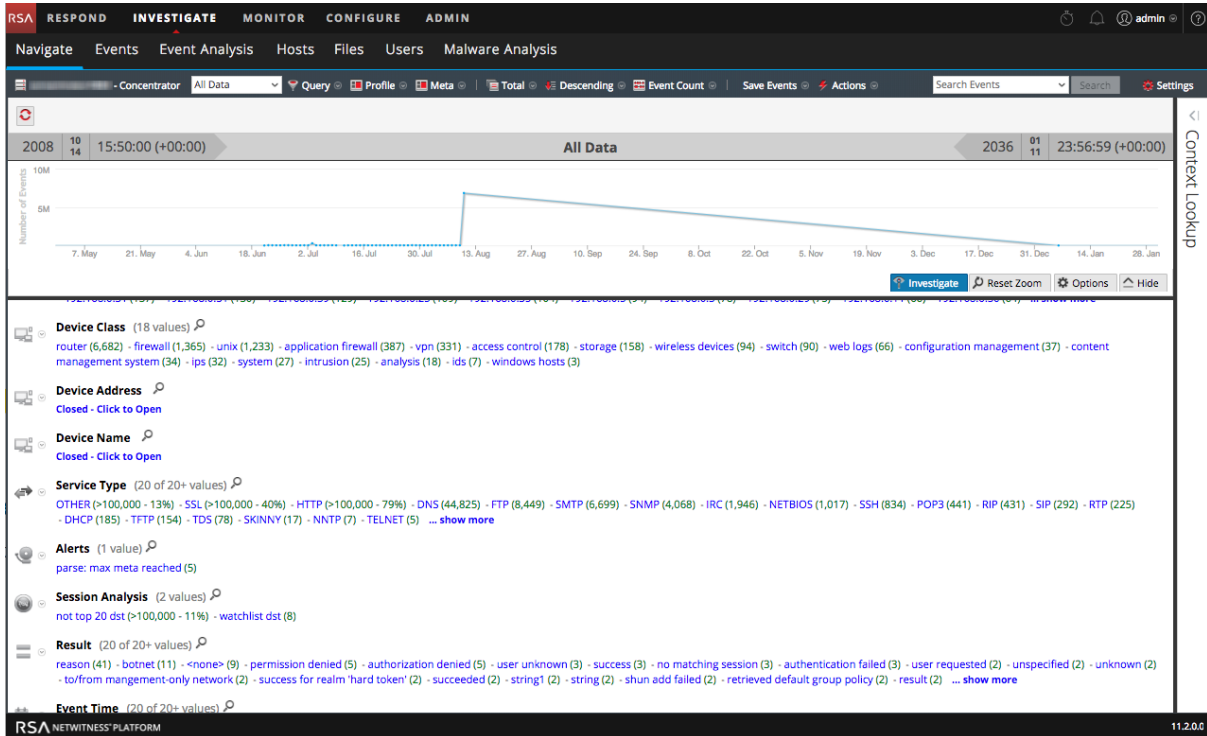 RSA RESPOND INVESTIGATE MONITOR CONFIGURE ADMIN admin
Navigate Events Event Analysis Hosts Files Users Malware Analysis
- Concentrator All Data Query Profile Meta Total Descending Event Count Save Events Actions Search Events Search Settings
2008 10 14 15:50:00 (+00:00) All Data 2036 01 11 23:56:59 (+00:00)
Context Lookup
Number of Events
10M
5M
7. May 21. May 4. Jun 18. Jun 2. Jul 16. Jul 30. Jul 13. Aug 27. Aug 10. Sep 24. Sep 8. Oct 22. Oct 5. Nov 19. Nov 3. Dec 17. Dec 31. Dec 14. Jan 28. Jan
Investigate Reset Zoom Options Hide
Device Class (18 values)
router (6,682) - firewall (1,365) - unix (1,233) - application firewall (387) - vpn (331) - access control (178) - storage (158) - wireless devices (94) - switch (90) - web logs (66) - configuration management (37) - content
management system (34) - ips (32) - system (27) - intrusion (25) - analysis (18) - ids (7) - windows hosts (3)
Device Address
Closed - Click to Open
Device Name
Closed - Click to Open
Service Type (20 of 20+ values)
OTHER (>100,000 - 13%) - SSL (>100,000 - 40%) - HTTP (>100,000 - 79%) - DNS (44,825) - FTP (8,449) - SMTP (6,699) - SNMP (4,068) - IRC (1,946) - NETBIOS (1,017) - SSH (834) - POP3 (441) - RIP (431) - SIP (292) - RTP (225)
- DHCP (185) - TFTP (154) - TDS (78) - SKINNY (17) - NNTP (7) - TELNET (5) ... show more
Alerts (1 value)
parse: max meta reached (5)
Session Analysis (2 values)
not top 20 dst (>100,000 - 11%) - watchlist dst (8)
Result (20 of 20+ values)
reason (41) - botnet (11) - <none> (9) - permission denied (5) - authorization denied (5) - user unknown (3) - success (3) - no matching session (3) - authentication failed (3) - user requested (2) - unspecified (2) - unknown (2)
- to/from mangement-only network (2) - success for realm 'hard token' (2) - succeeded (2) - string1 (2) - string (2) - shun add failed (2) - retrieved default group policy (2) - result (2) ... show more
Event Time (20 of 20+ values)
RSA NETWITNESS® PLATFORM 11.2.0.0